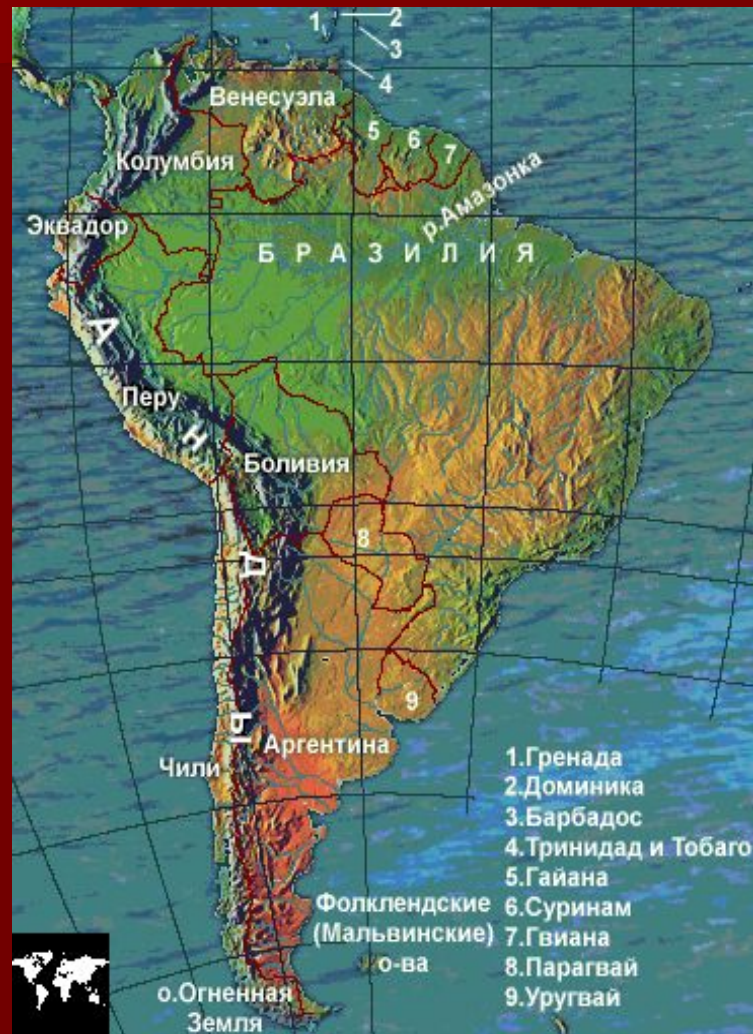 1
2
3
4
Венесуэла
5
6
7
Колумбия
р.Амазонка
Эквадор
БРАЗИЛИЯ
АНДЫ
Перу
Боливия
8
9
Аргентина
Чили
1.Гренада
2.Доминика
3.Барбадос
4.Тринидад и Тобаго
5.Гайана
6.Суринам
7.Гвиана
8.Парагвай
9.Уругвай
Фолклендские
(Мальвинские)
о-ва
о.Огненная
Земля